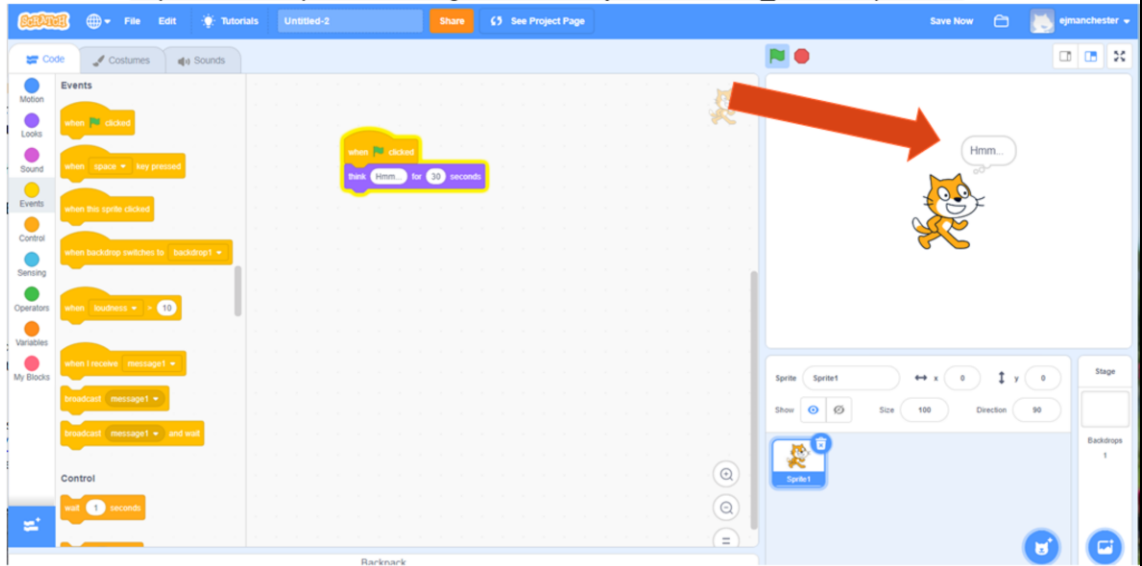 SCRATCH File Edit Tutorials Untitled-2 Share See Project Page Save Now ejmanchester
Code Costumes Sounds
Motion
Looks
Sound
Events
Control
Sensing
Operators
Variables
My Blocks
Events
when clicked
when space key pressed
when this sprite clicked
when backdrop switches to backdrop1
when loudness > 10
when I receive message1
broadcast message1
broadcast message1 and wait
Control
wait 1 seconds
when clicked
think Hmm... for 30 seconds
Backpack
Hmm...
Sprite Sprite1 x 0 y 0
Show Size 100 Direction 90
Sprite1
Stage
Backdrops
1